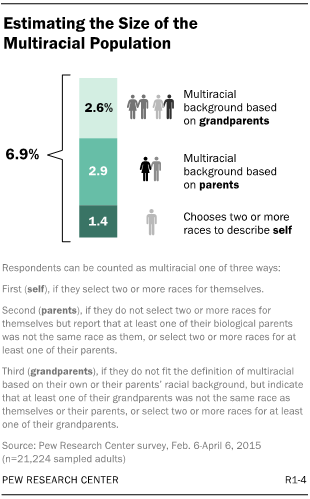 Estimating the Size of the
Multiracial Population
6.9%
2.6%
Multiracial
background based
on grandparents
2.9
Multiracial
background based
on parents
1.4
Chooses two or more
races to describe self
Respondents can be counted as multiracial one of three ways:
First (self), if they select two or more races for themselves.
Second (parents), if they do not select two or more races for
themselves but report that at least one of their biological parents
was not the same race as them, or select two or more races for at
least one of their parents.
Third (grandparents), if they do not fit the definition of multiracial
based on their own or their parents' racial background, but indicate
that at least one of their grandparents was not the same race as
themselves or their parents, or select two or more races for at least
one of their grandparents.
Source: Pew Research Center survey, Feb. 6-April 6, 2015
(n=21,224 sampled adults)
PEW RESEARCH CENTER R1-4